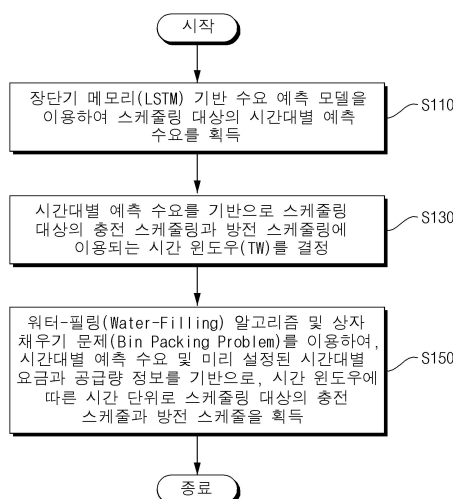 시작
장단기 메모리(LSTM) 기반 수요 예측 모델을
이용하여 스케줄링 대상의 시간대별 예측
수요를 획득
S110
시간대별 예측 수요를 기반으로 스케줄링
대상의 충전 스케줄링과 방전 스케줄링에
이용되는 시간 윈도우(TW)를 결정
S130
워터-필링(Water-Filling) 알고리즘 및 상자
채우기 문제(Bin Packing Problem)를 이용하여,
시간대별 예측 수요 및 미리 설정된 시간대별
요금과 공급량 정보를 기반으로, 시간 윈도우에
따른 시간 단위로 스케줄링 대상의 충전
스케줄과 방전 스케줄을 획득
S150
종료